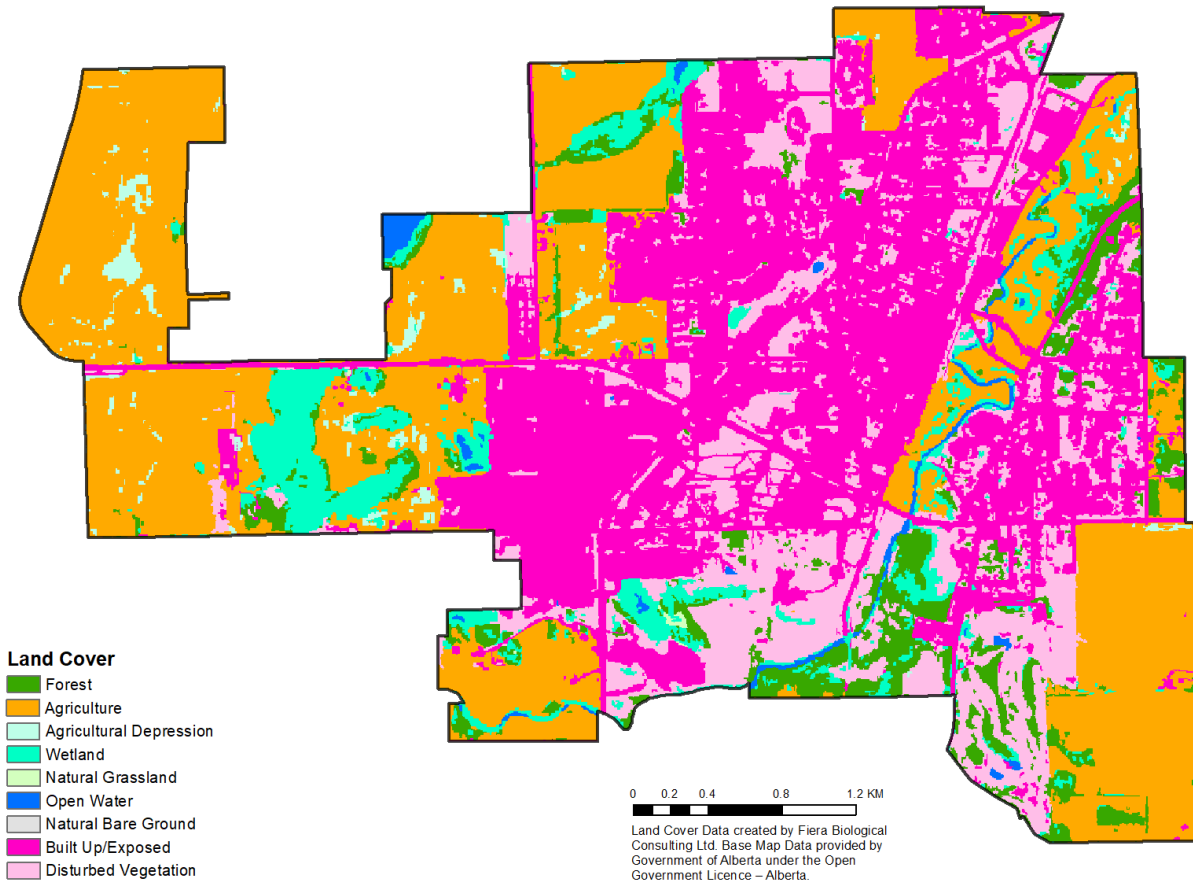 Land Cover
Forest
Agriculture
Agricultural Depression
Wetland
Natural Grassland
Open Water
Natural Bare Ground
Built Up/Exposed
Disturbed Vegetation
0 0.2 0.4 0.8 1.2 KM
Land Cover Data created by Fiera Biological
Consulting Ltd. Base Map Data provided by
Government of Alberta under the Open
Government Licence – Alberta.